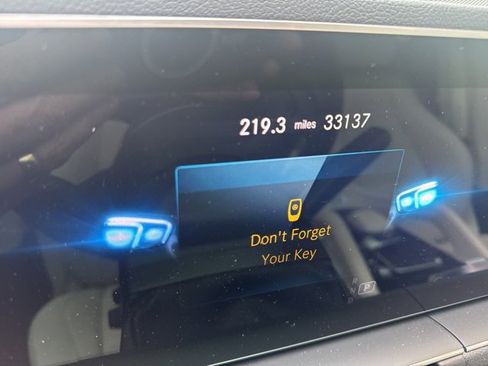 219.3 miles 33137
Don't Forget
Your Key
R
N
D P